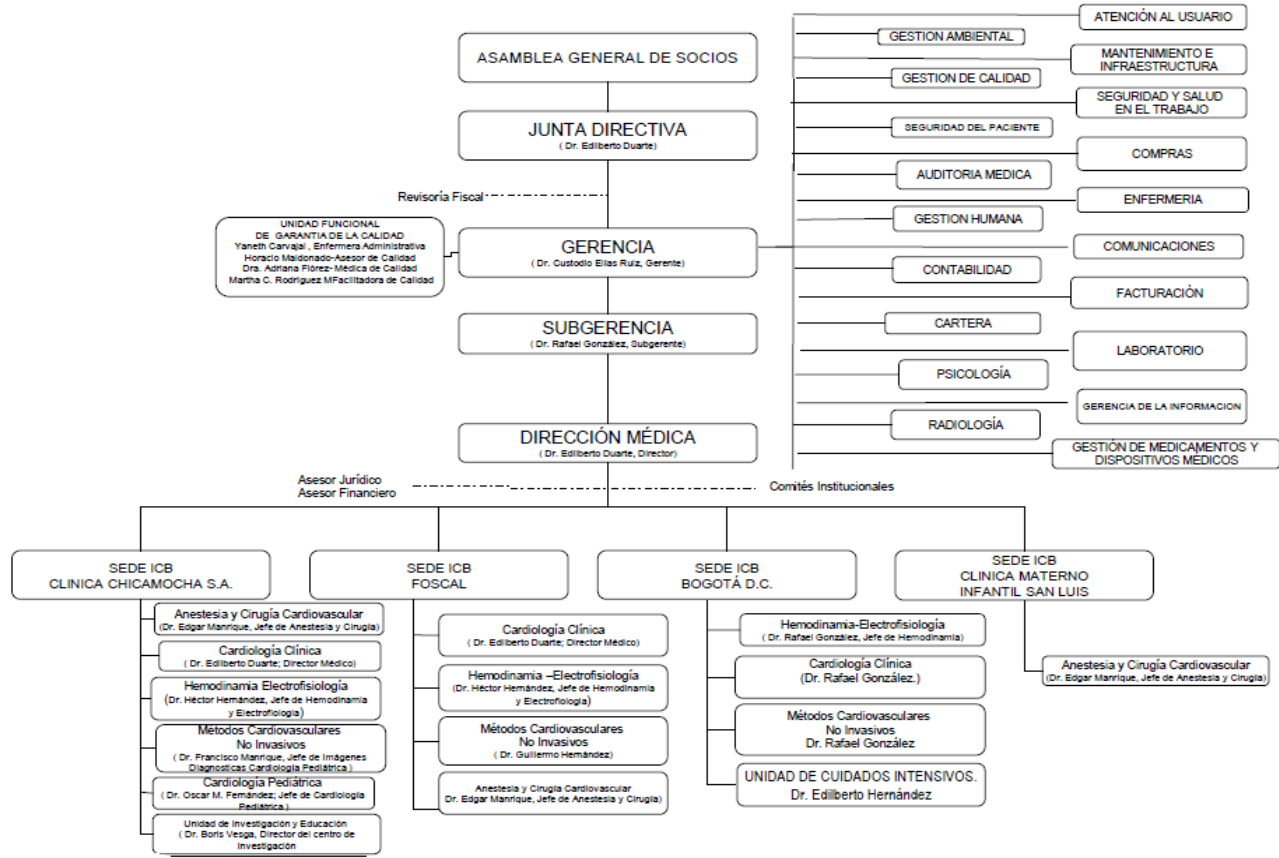 ASAMBLEA GENERAL DE SOCIOS
JUNTA DIRECTIVA
( Dr. Edilberto Duarte)
Revisoría Fiscal
UNIDAD FUNCIONAL
DE GARANTIA DE LA CALIDAD
Yaneth Carvajal , Enfermera Administrativa
Horacio Maldonado-Asesor de Calidad
Dra. Adriana Flórez- Médica de Calidad
Martha C. Rodríguez MFacilitadora de Calidad
GERENCIA
( Dr. Custodio Elías Ruiz, Gerente)
SUBGERENCIA
( Dr. Rafael González, Subgerente)
DIRECCIÓN MÉDICA
( Dr. Edilberto Duarte, Director)
Asesor Jurídico
Asesor Financiero
Comités Institucionales
ATENCIÓN AL USUARIO
GESTION AMBIENTAL
MANTENIMIENTO E
INFRAESTRUCTURA
GESTION DE CALIDAD
SEGURIDAD Y SALUD
EN EL TRABAJO
SEGURIDAD DEL PACIENTE
COMPRAS
AUDITORIA MEDICA
ENFERMERIA
GESTION HUMANA
COMUNICACIONES
CONTABILIDAD
FACTURACIÓN
CARTERA
LABORATORIO
PSICOLOGÍA
GERENCIA DE LA INFORMACION
RADIOLOGÍA
GESTIÓN DE MEDICAMENTOS Y
DISPOSITIVOS MÉDICOS
SEDE ICB
CLINICA CHICAMOCHA S.A.
Anestesia y Cirugía Cardiovascular
(Dr. Edgar Manrique, Jefe de Anestesia y Cirugía)
Cardiología Clínica
( Dr. Edilberto Duarte; Director Médico)
Hemodinamia Electrofisiología
(Dr. Héctor Hernández, Jefe de Hemodinamia
y Electrofiología)
Métodos Cardiovasculares
No Invasivos
( Dr. Francisco Manrique, Jefe de Imágenes
Diagnosticas Cardiología Pediátrica )
Cardiología Pediátrica
( Dr. Oscar M. Fernández; Jefe de Cardiología
Pediátrica )
Unidad de Investigación y Educación
( Dr. Boris Vesga, Director del centro de
Investigación
SEDE ICB
FOSCAL
Cardiología Clínica
( Dr. Edilberto Duarte; Director Médico)
Hemodinamia –Electrofisiología
(Dr. Héctor Hernández, Jefe de Hemodinamia
y Electrofiología)
Métodos Cardiovasculares
No Invasivos
( Dr. Guillermo Hernández)
Anestesia y Cirugía Cardiovascular
Dr. Edgar Manrique, Jefe de Anestesia y Cirugía)
SEDE ICB
BOGOTÁ D.C.
Hemodinamia-Electrofisiología
( Dr. Rafael González, Jefe de Hemodinamia)
Cardiología Clínica
(Dr. Rafael González.)
Métodos Cardiovasculares
No Invasivos
Dr. Rafael González
UNIDAD DE CUIDADOS INTENSIVOS.
Dr. Edilberto Hernández
SEDE ICB
CLINICA MATERNO
INFANTIL SAN LUIS
Anestesia y Cirugía Cardiovascular
(Dr. Edgar Manrique, Jefe de Anestesia y Cirugía)